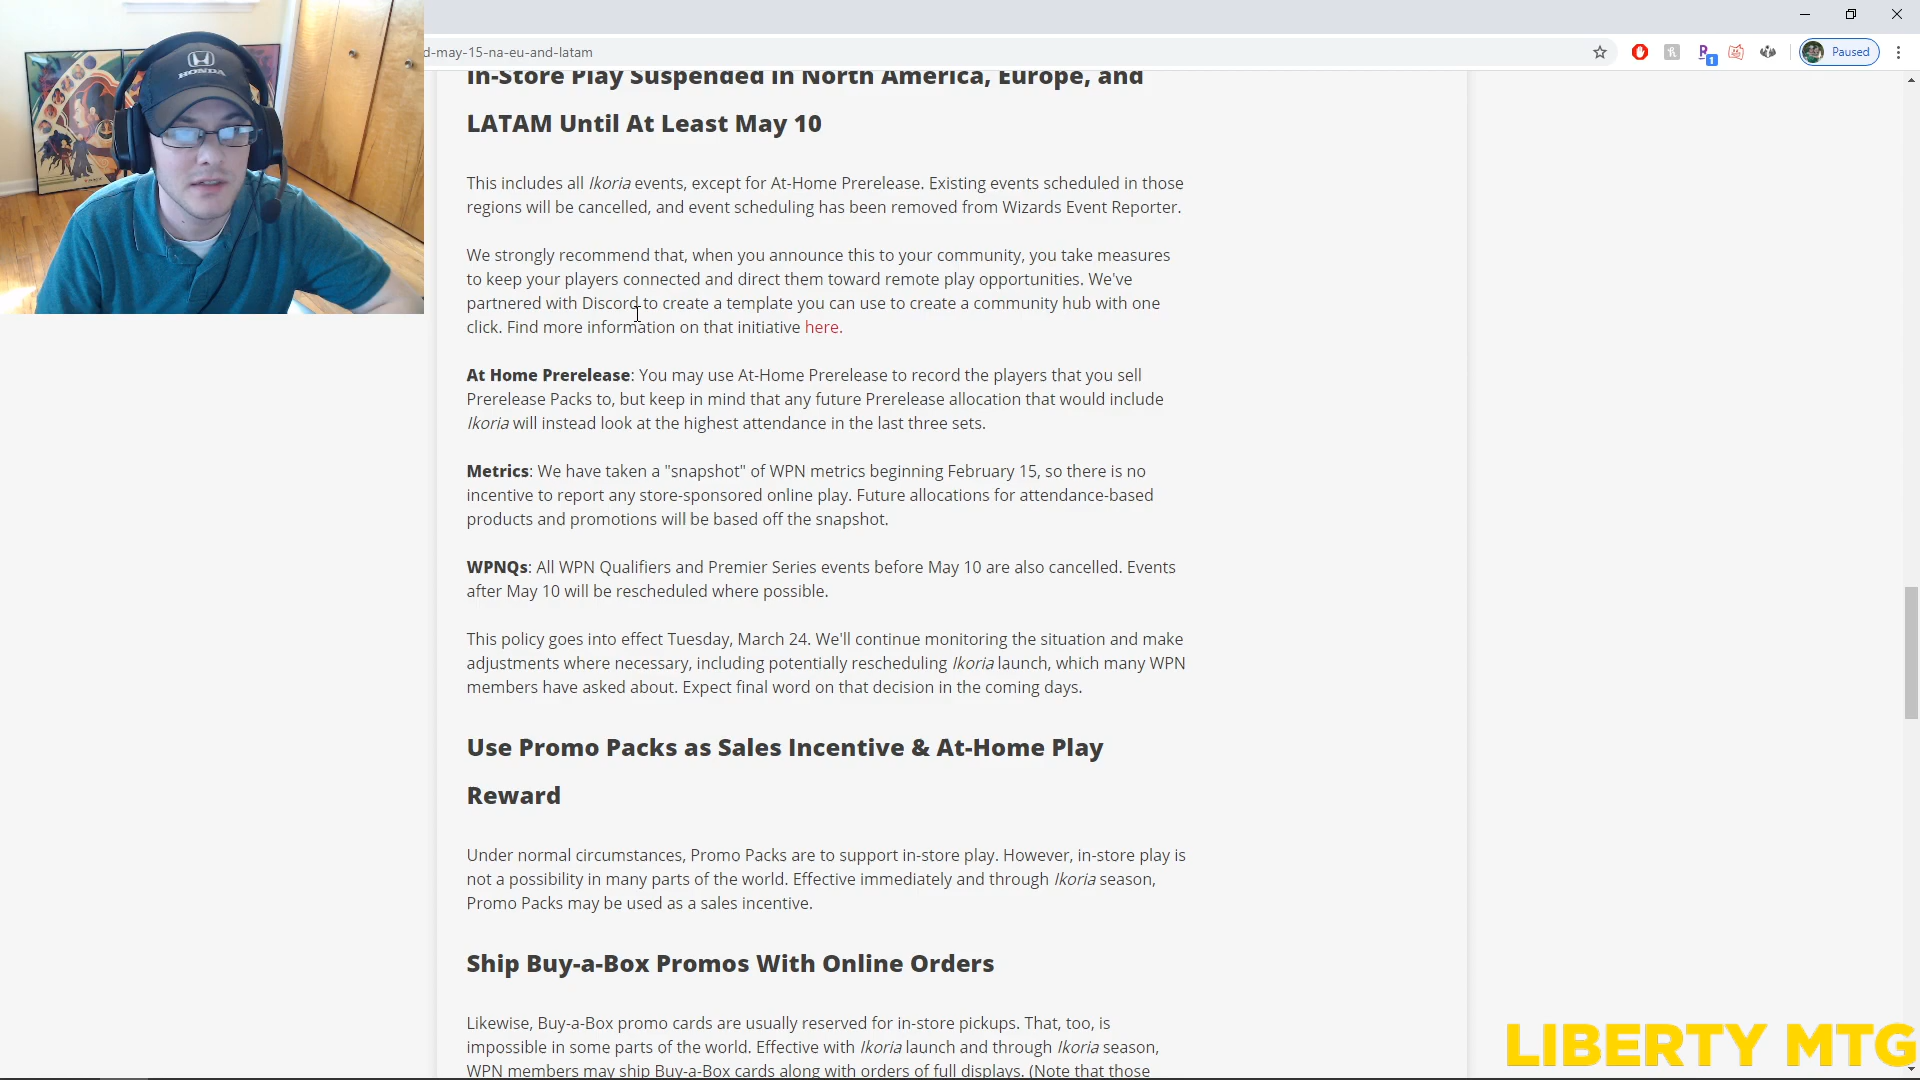 HONDA
d-may-15-na-eu-and-latam
1
Paused
In-Store Play Suspended in North America, Europe, and
LATAM Until At Least May 10
This includes all Ikoria events, except for At-Home Prerelease. Existing events scheduled in those
regions will be cancelled, and event scheduling has been removed from Wizards Event Reporter.
We strongly recommend that, when you announce this to your community, you take measures
to keep your players connected and direct them toward remote play opportunities. We've
partnered with Discord to create a template you can use to create a community hub with one
click. Find more information on that initiative here.
At Home Prerelease: You may use At-Home Prerelease to record the players that you sell
Prerelease Packs to, but keep in mind that any future Prerelease allocation that would include
Ikoria will instead look at the highest attendance in the last three sets.
Metrics: We have taken a "snapshot" of WPN metrics beginning February 15, so there is no
incentive to report any store-sponsored online play. Future allocations for attendance-based
products and promotions will be based off the snapshot.
WPNQs: All WPN Qualifiers and Premier Series events before May 10 are also cancelled. Events
after May 10 will be rescheduled where possible.
This policy goes into effect Tuesday, March 24. We'll continue monitoring the situation and make
adjustments where necessary, including potentially rescheduling Ikoria launch, which many WPN
members have asked about. Expect final word on that decision in the coming days.
Use Promo Packs as Sales Incentive & At-Home Play
Reward
Under normal circumstances, Promo Packs are to support in-store play. However, in-store play is
not a possibility in many parts of the world. Effective immediately and through Ikoria season,
Promo Packs may be used as a sales incentive.
Ship Buy-a-Box Promos With Online Orders
Likewise, Buy-a-Box promo cards are usually reserved for in-store pickups. That, too, is
impossible in some parts of the world. Effective with Ikoria launch and through Ikoria season,
WPN members may ship Buy-a-Box cards along with orders of full displays. (Note that those
LIBERTY MTG